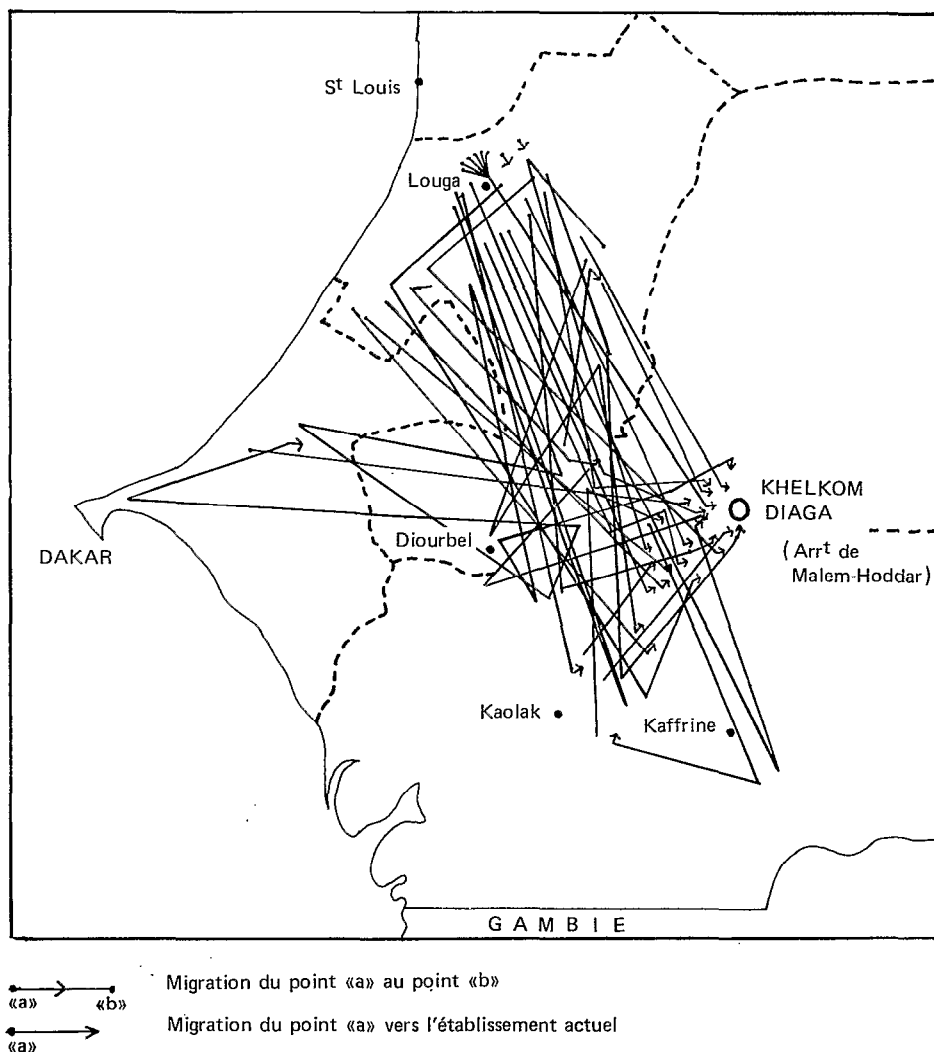 St Louis
Louga
DAKAR
Diourbel
KHELKOM
DIAGA
(Arrt de
Malem-Hoddar)
Kaolak
Kaffrine
GAMBIE
«a» «b» Migration du point «a» au point «b»
«a» Migration du point «a» vers l'établissement actuel